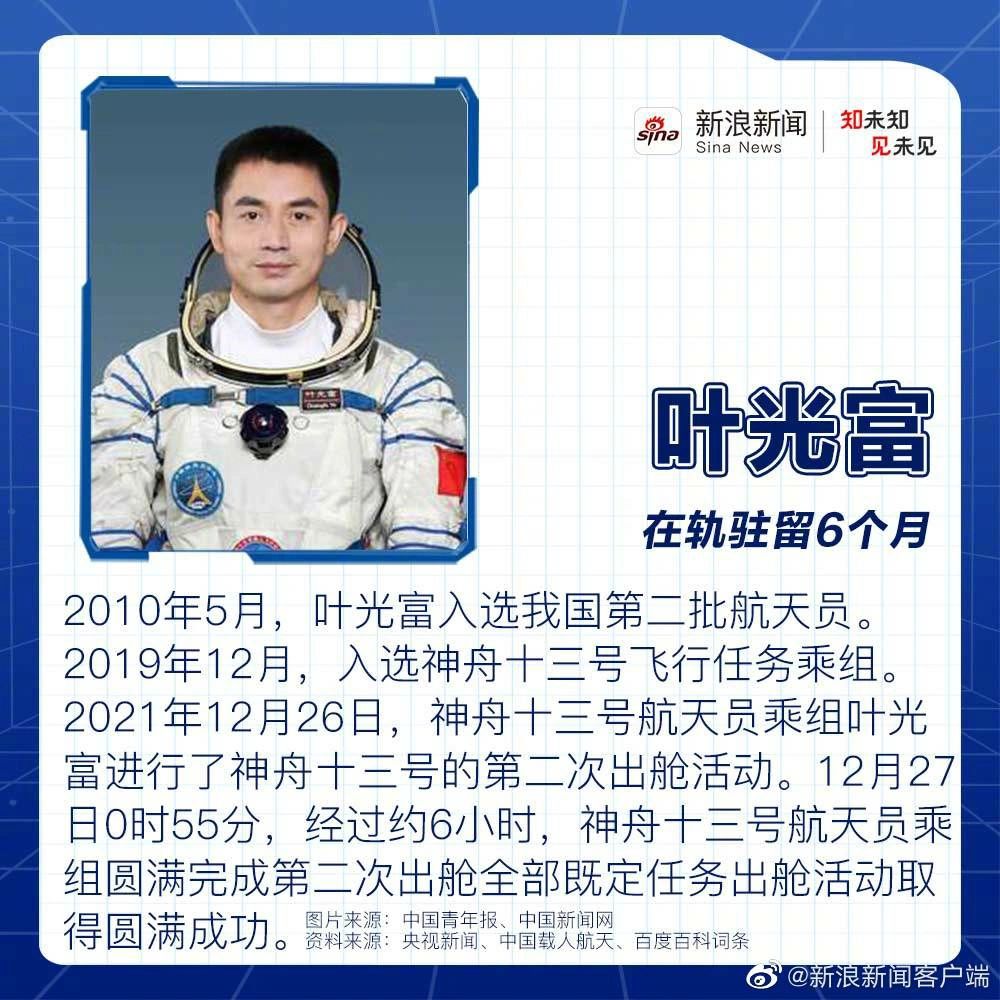 sina
新浪新闻
Sina News
知未知
见未见
叶光富
叶光富
在轨驻留6个月
2010年5月，叶光富入选我国第二批航天员。
2019年12月，入选神舟十三号飞行任务乘组。
2021年12月26日，神舟十三号航天员乘组叶光
富进行了神舟十三号的第二次出舱活动。12月27
日0时55分，经过约6小时，神舟十三号航天员乘
组圆满完成第二次出舱全部既定任务出舱活动取
得圆满成功。
图片来源：中国青年报、中国新闻网
资料来源：央视新闻、中国载人航天、百度百科词条
@新浪新闻客户端